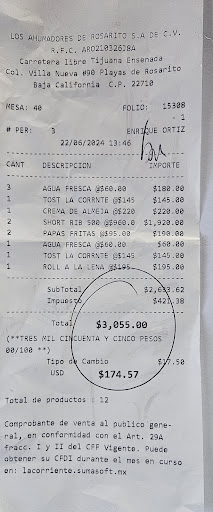 LOS AHUMADORES DE ROSARITO S.A DE C.V.
R.F.C. ARO210326D8A
Carretera libre Tijuana Ensenada
Col. Villa Nueva #90 Playas de Rosarito
Baja California C.P. 22710
MESA: 40 FOLIO: 15308
- 1
# PER: 3 ENRIQUE ORTIZ
22/06/2024 13:46
CANT DESCRIPCION IMPORTE
3 AGUA FRESCA @$60.00 $180.00
1 TOST LA CORRNTE @$145 $145.00
1 CREMA DE ALMEJA @$220 $220.00
2 SHORT RIB 500 @$960.0 $1,920.00
2 PAPAS FRITAS @$95.00 $190.00
1 AGUA FRESCA @$60.00 $60.00
1 TOST LA CORRNTE @$145 $145.00
1 ROLL A LA LENA @$195 $195.00
SubTotal $2,633.62
Impuesto $421.38
Total $3,055.00
(**TRES MIL CINCUENTA Y CINCO PESOS
00/100 **)
Tipo de Cambio $17.50
USD $174.57
Total de productos : 12
Comprobante de venta al publico gene-
ral, en conformidad con el Art. 29A
fracc. I y II del CFF Vigente. Puede
obtener su CFDI durante el mes en curso
en: lacorriente.sumasoft.mx